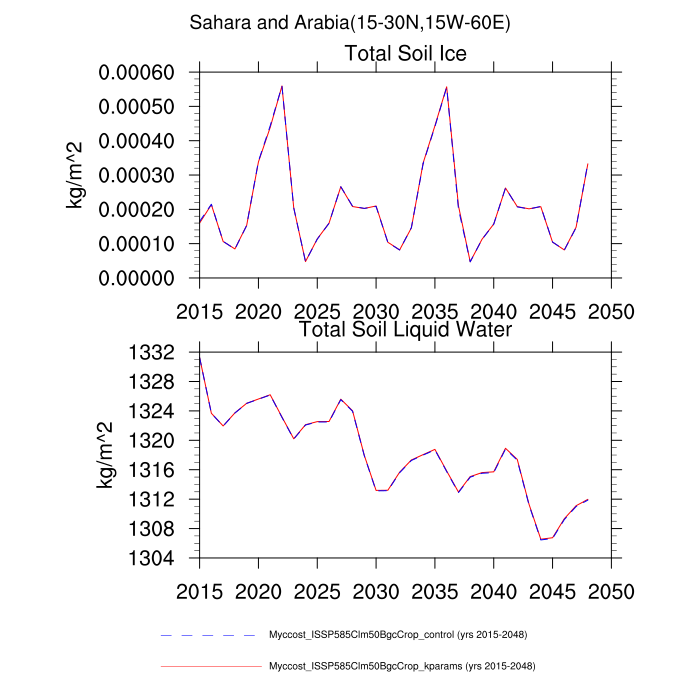 Sahara and Arabia(15-30N,15W-60E)
Total Soil Ice
0.00060
0.00050
0.00040
0.00030
0.00020
0.00010
0.00000
kg/m^2
2015 2020 2025 2030 2035 2040 2045 2050
Total Soil Liquid Water
1332
1328
1324
1320
1316
1312
1308
1304
kg/m^2
2015 2020 2025 2030 2035 2040 2045 2050
Myccost_ISSP585Clm50BgcCrop_control (yrs 2015-2048)
Myccost_ISSP585Clm50BgcCrop_kparams (yrs 2015-2048)